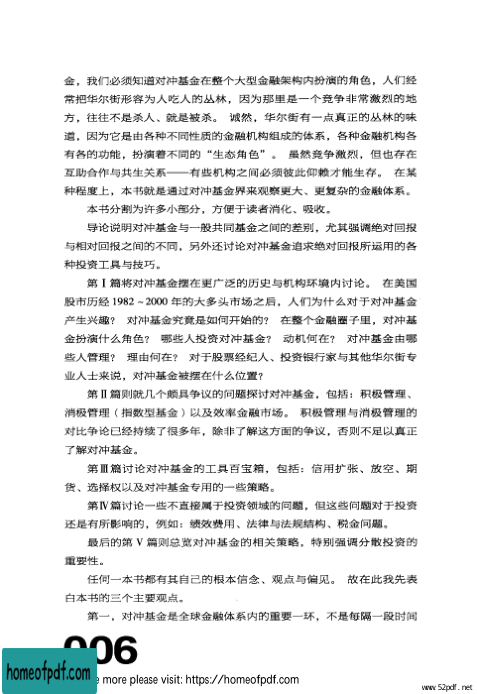 金，我们必须知道对冲基金在整个大型金融架构内扮演的角色，人们经
常把华尔街形容为人吃人的丛林，因为那里是一个竞争非常激烈的地
方，往往不是杀人、就是被杀。 诚然，华尔街有一点真正的丛林的味
道，因为它是由各种不同性质的金融机构组成的体系，各种金融机构各
有各的功能，扮演着不同的“生态角色”。 虽然竞争激烈，但也存在
互助合作与共生关系——有些机构之间必须彼此仰赖才能生存。 在某
种程度上，本书就是通过对冲基金界来观察更大、更复杂的金融体系。
本书分割为许多小部分，方便于读者消化、吸收。
导论说明对冲基金与一般共同基金之间的差别，尤其强调绝对回报
与相对回报之间的不同，另外还讨论对冲基金追求绝对回报所运用的各
种投资工具与技巧。
第Ⅰ篇将对冲基金摆在更广泛的历史与机构环境内讨论。 在美国
股市历经 1982～2000 年的大多头市场之后，人们为什么对于对冲基金
产生兴趣？ 对冲基金究竟是如何开始的？ 在整个金融圈子里，对冲基
金扮演什么角色？ 哪些人投资对冲基金？ 动机何在？ 对冲基金由哪
些人管理？ 理由何在？ 对于股票经纪人、投资银行家与其他华尔街专
业人士来说，对冲基金被摆在什么位置？
第Ⅱ篇则就几个颇具争议的问题探讨对冲基金，包括：积极管理、
消极管理（指数型基金）以及效率金融市场。 积极管理与消极管理的
对比争论已经持续了很多年，除非了解这方面的争议，否则不足以真正
了解对冲基金。
第Ⅲ篇讨论对冲基金的工具百宝箱，包括：信用扩张、放空、期
货、选择权以及对冲基金专用的一些策略。
第Ⅳ篇讨论一些不直接属于投资领域的问题，但这些问题对于投资
还是有所影响的，例如：绩效费用、法律与法规结构、税金问题。
最后的第 Ⅴ 篇则总览对冲基金的相关策略，特别强调分散投资的
重要性。
任何一本书都有其自己的根本信念、观点与偏见。 故在此我先表
白本书的三个主要观点。
第一，对冲基金是全球金融体系内的重要一环，不是每隔一段时间
006
homeofpdf.com
more please visit: https://homeofpdf.com
www.52pdf.net